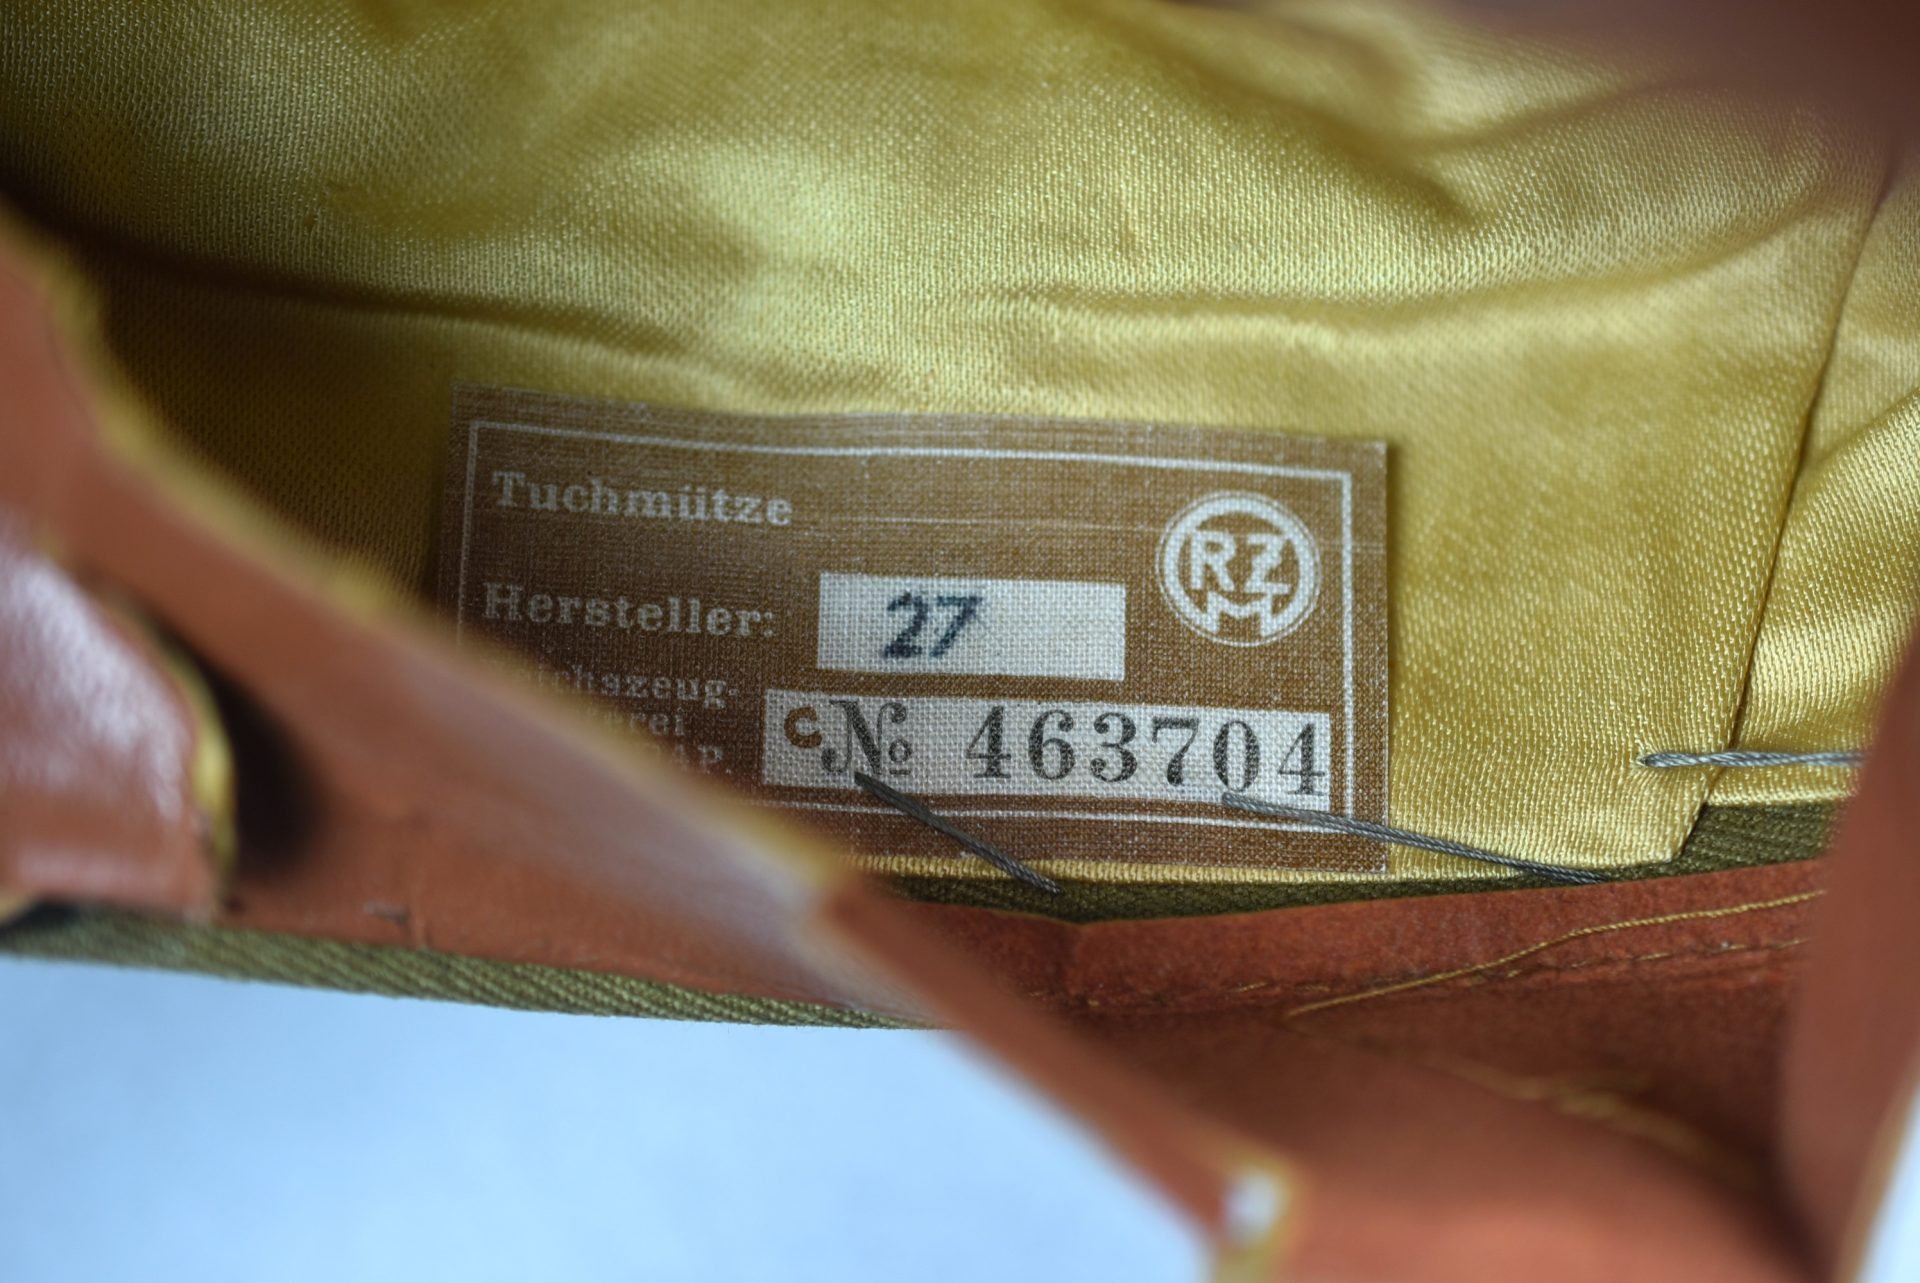 Tuchmütze
RZM
Hersteller: 27
C № 463704